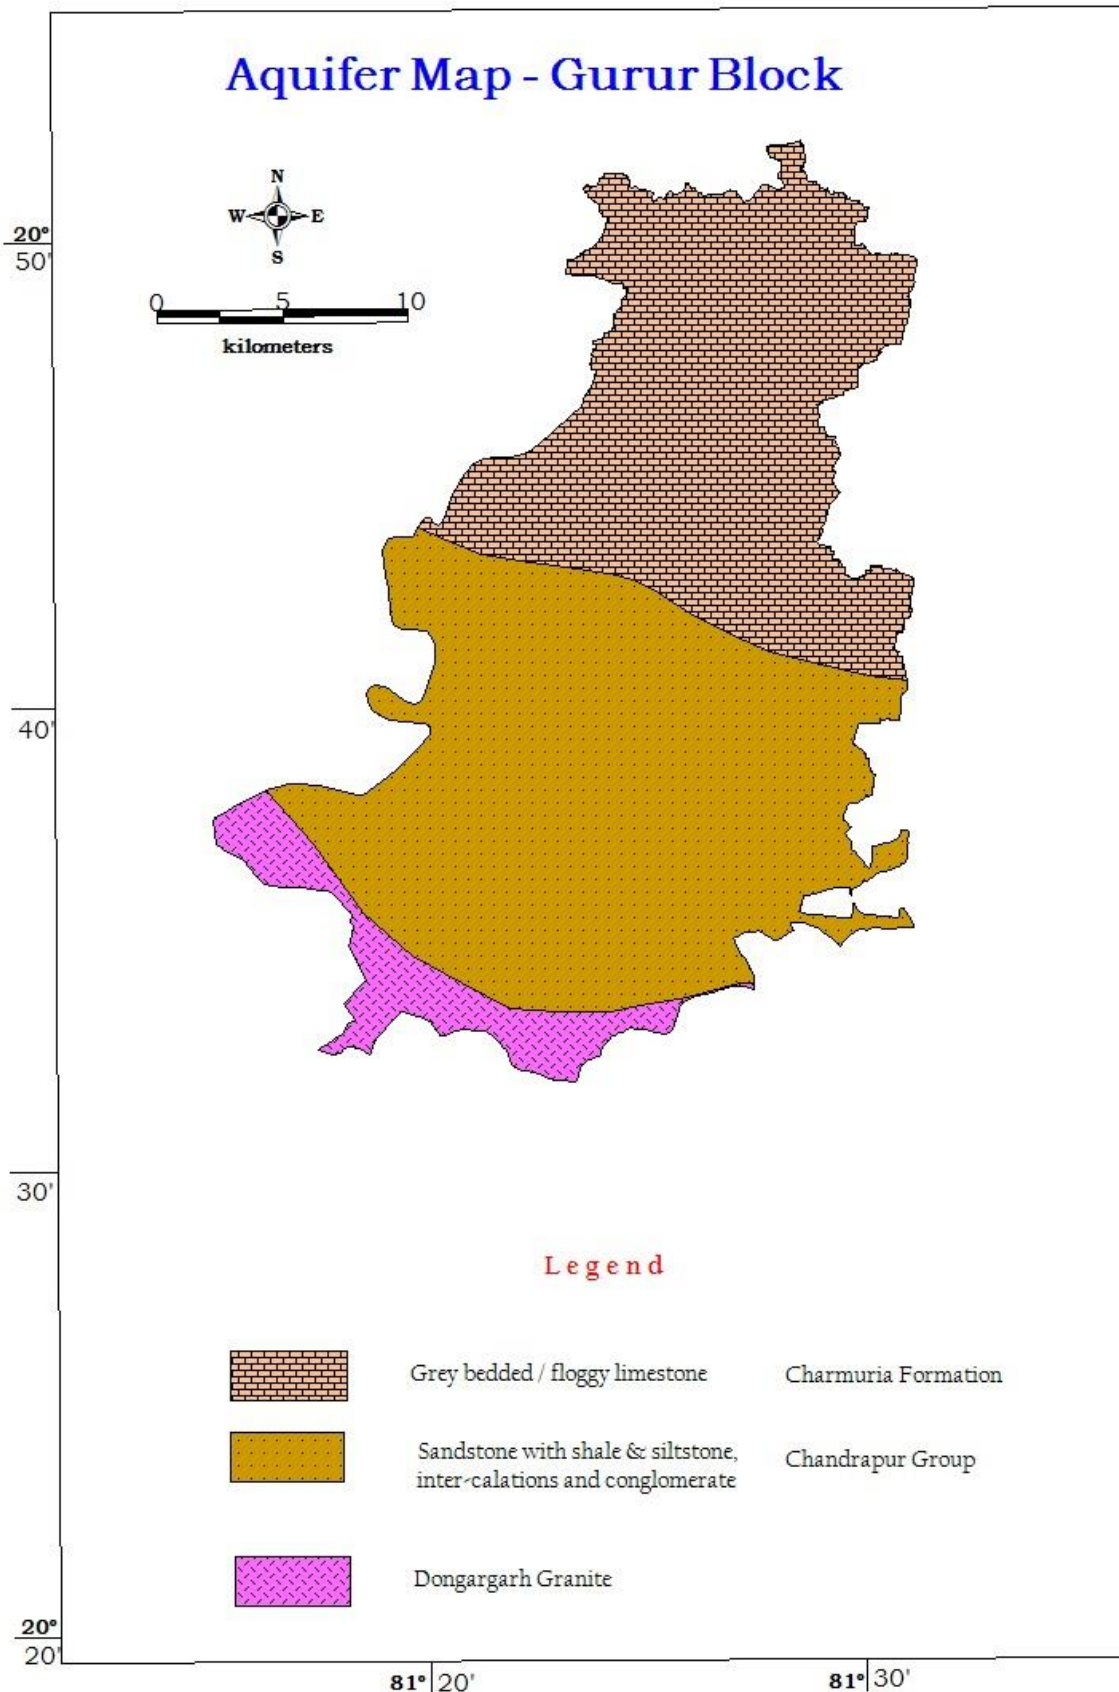 Aquifer Map - Gurur Block
N
W E
S
20°
50'
0 5 10
kilometers
40'
30'
Legend
Grey bedded / floggy limestone Charmuria Formation
Sandstone with shale & siltstone, Chandrapur Group
inter-calations and conglomerate
Dongargarh Granite
20°
20'
81° 20' 81° 30'